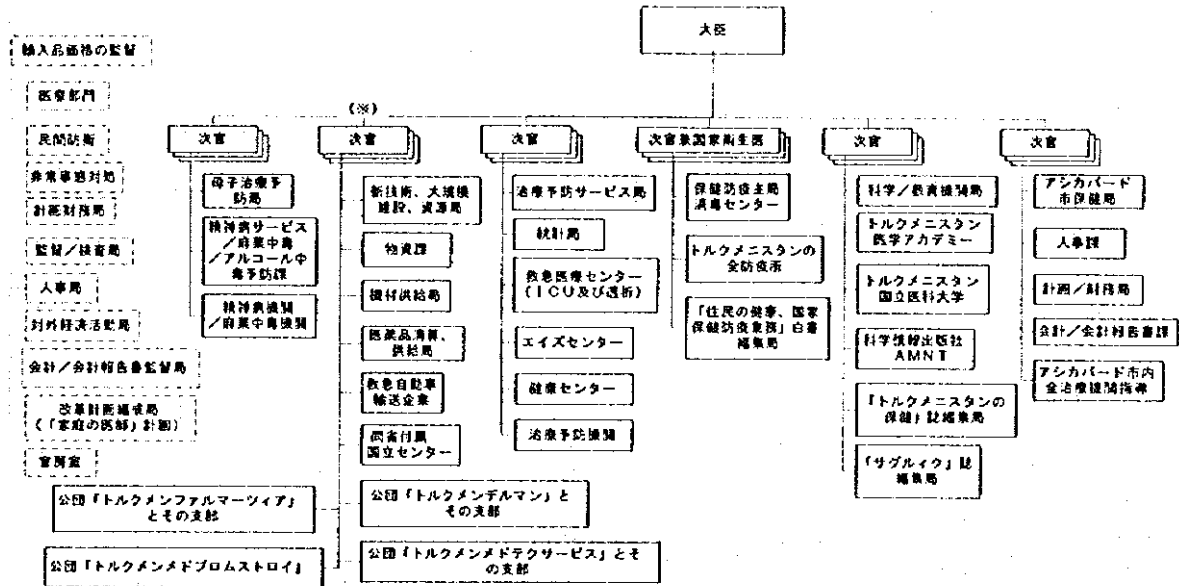 大臣
輸入品価格の監督
医療部門
民間防衛
非常事態対処
計画財務局
監督/検査局
人事局
対外経済活動局
会計/会計報告書監督局
改革計画編成局
(「家庭の医師」計画)
官房室
次官
母子治療予
防局
精神病サービス
/麻薬中毒
/アルコール中
毒予防課
精神病機関
/麻薬中毒機関
(※)
次官
新技術、大規模
建設、資源局
物資課
機材供給局
医薬品清算、
供給局
救急自動車
輸送企業
同省付属
国立センター
公団『トルクメンファルマーツィア』
とその支部
公団『トルクメンデルマン』と
その支部
公団『トルクメンメドプロムストロイ』
公団『トルクメンメドテクサービス』とそ
の支部
次官
治療予防サービス局
統計局
救急医療センター
(ICU及び透析)
エイズセンター
健康センター
治療予防機関
次官兼国家衛生医
保健防疫主局
消毒センター
トルクメニスタンの
全防疫所
「住民の健康、国家
保健防疫業務」白書
編集局
次官
科学/教育機関局
トルクメニスタン
医学アカデミー
トルクメニスタン
国立医科大学
科学情報出版社
AMNT
『トルクメニスタンの
保健』誌編集局
『サグルィク』誌
編集局
次官
アシカバード
市保健局
人事課
計画/財務局
会計/会計報告書課
アシカバード市内
全治療機関指導